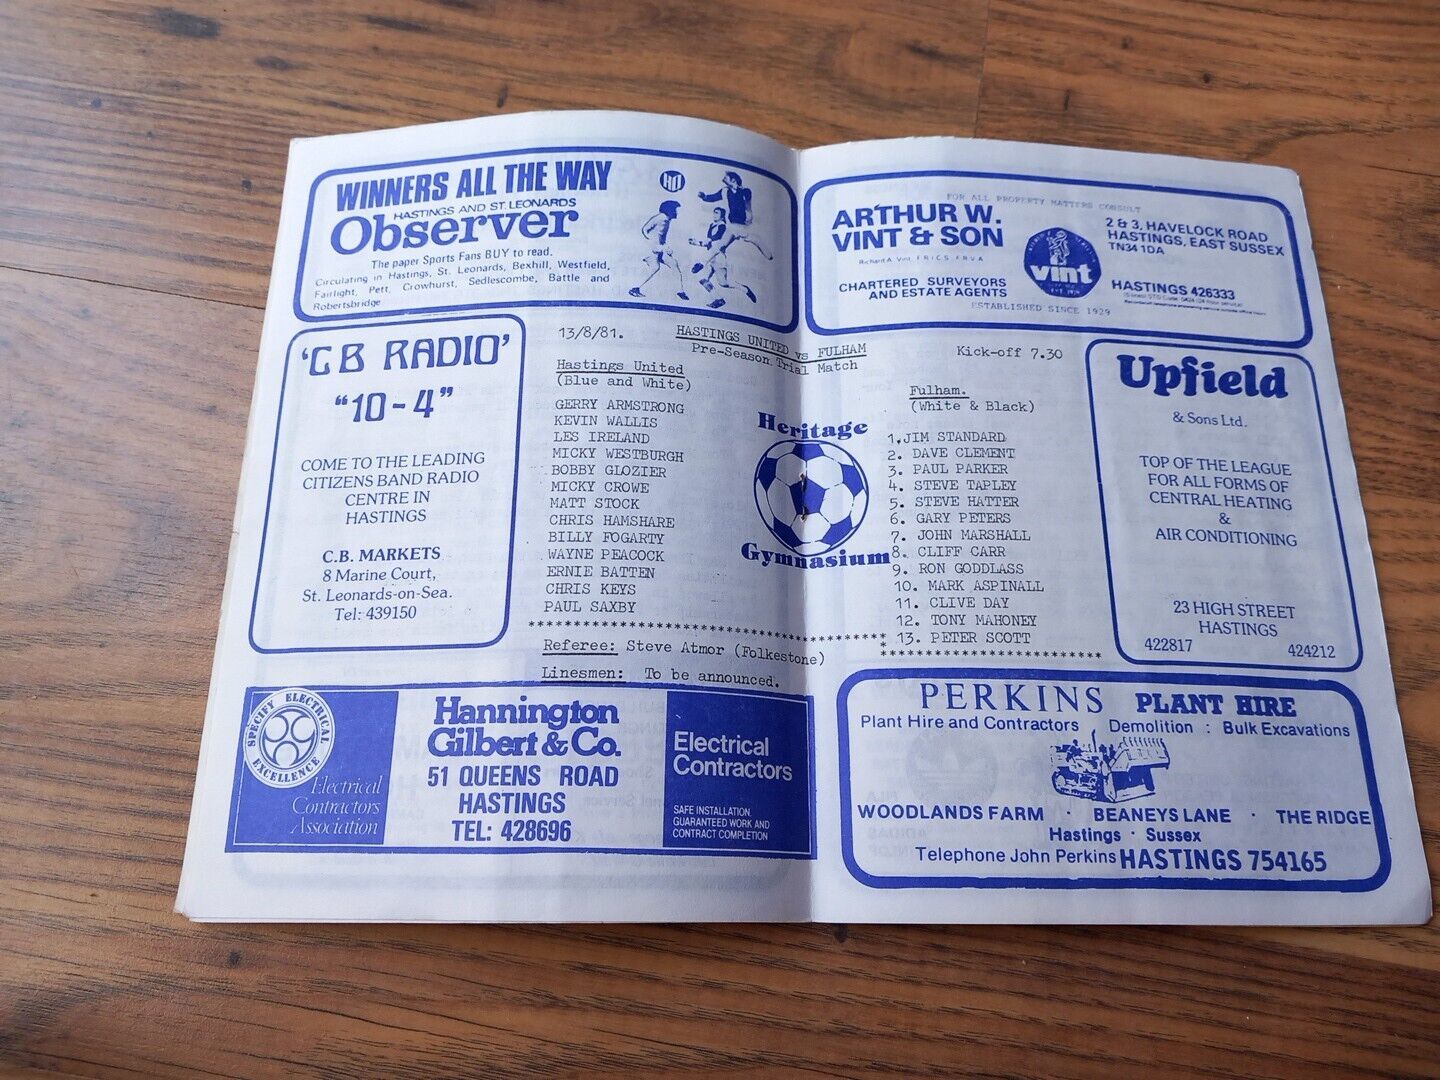 WINNERS ALL THE WAY
HASTINGS AND ST. LEONARDS
Observer
The paper Sports Fans BUY to read.
Circulating in Hastings, St. Leonards, Bexhill, Westfield,
Fairlight, Pett, Crowhurst, Sedlescombe, Battle and
Robertsbridge
FOR ALL PROPERTY MATTERS CONSULT
ARTHUR W.
VINT & SON
Richard A. Vint F.R.I.C.S. F.R.V.A.
CHARTERED SURVEYORS
AND ESTATE AGENTS
vint
2 & 3, HAVELOCK ROAD
HASTINGS, EAST SUSSEX
TN34 1DA
HASTINGS 426333
ESTABLISHED SINCE 1929
'CB RADIO'
"10-4"
COME TO THE LEADING
CITIZENS BAND RADIO
CENTRE IN
HASTINGS
C.B. MARKETS
8 Marine Court,
St. Leonards-on-Sea.
Tel: 439150
13/8/81.
HASTINGS UNITED vs FULHAM
Pre-Season Trial Match
Kick-off 7.30
Hastings United
(Blue and White)
GERRY ARMSTRONG
KEVIN WALLIS
LES IRELAND
MICKY WESTBURGH
BOBBY GLOZIER
MICKY CROWE
MATT STOCK
CHRIS HAMSHARE
BILLY FOGARTY
WAYNE PEACOCK
ERNIE BATTEN
CHRIS KEYS
PAUL SAXBY
Heritage
Gymnasium
Fulham.
(White & Black)
1. JIM STANDARD
2. DAVE CLEMENT
3. PAUL PARKER
4. STEVE TAPLEY
5. STEVE HATTER
6. GARY PETERS
7. JOHN MARSHALL
8. CLIFF CARR
9. RON GODDLASS
10. MARK ASPINALL
11. CLIVE DAY
12. TONY MAHONEY
13. PETER SCOTT
Referee: Steve Atmor (Folkestone)
Linesmen: To be announced.
Upfield
& Sons Ltd.
TOP OF THE LEAGUE
FOR ALL FORMS OF
CENTRAL HEATING
&
AIR CONDITIONING
23 HIGH STREET
HASTINGS
422817 424212
SPECIFY ELECTRICAL EXCELLENCE
Electrical
Contractors
Association
Hannington
Gilbert & Co.
51 QUEENS ROAD
HASTINGS
TEL: 428696
Electrical
Contractors
SAFE INSTALLATION
GUARANTEED WORK AND
CONTRACT COMPLETION
PERKINS PLANT HIRE
Plant Hire and Contractors Demolition : Bulk Excavations
WOODLANDS FARM · BEANEYS LANE · THE RIDGE
Hastings · Sussex
Telephone John Perkins HASTINGS 754165